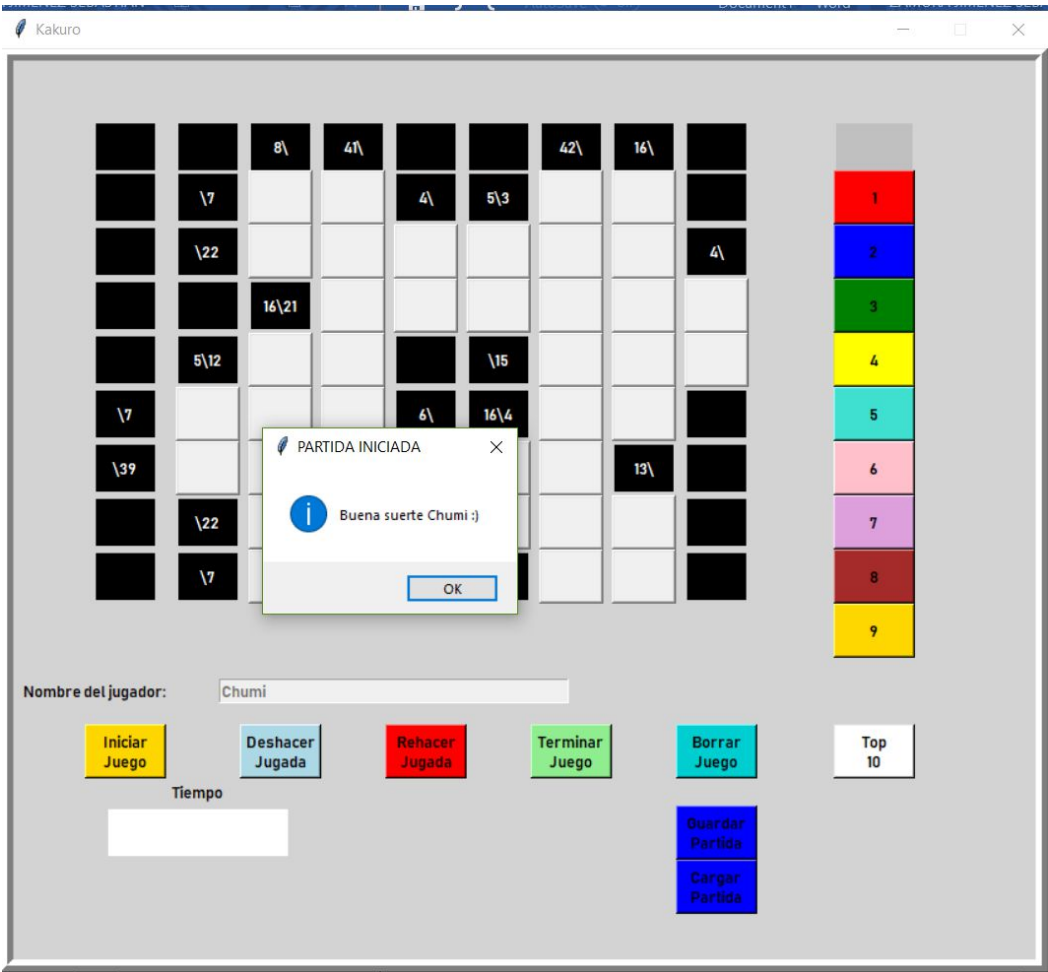 Kakuro
8\ 41\ 42\ 16\
\7 4\ 5\3 1
\22 4\ 2
16\21 3
5\12 \15 4
\7 6\ 16\4 5
PARTIDA INICIADA
\39 13\ 6
Buena suerte Chumi :)
\22 7
\7 8
OK
9
Nombre del jugador: Chumi
Iniciar Juego
Deshacer Jugada
Rehacer Jugada
Terminar Juego
Borrar Juego
Top 10
Tiempo
Guardar Partida
Cargar Partida